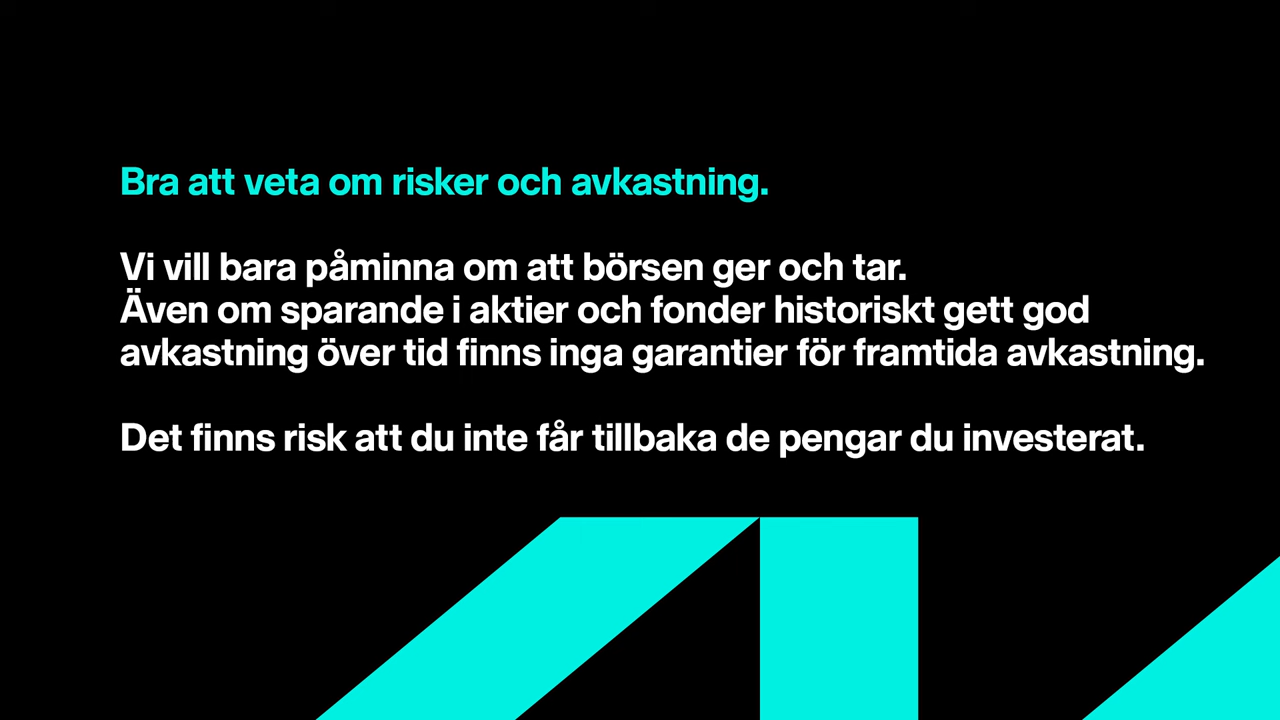 Bra att veta om risker och avkastning.
Vi vill bara påminna om att börsen ger och tar.
Även om sparande i aktier och fonder historiskt gett god
avkastning över tid finns inga garantier för framtida avkastning.
Det finns risk att du inte får tillbaka de pengar du investerat.